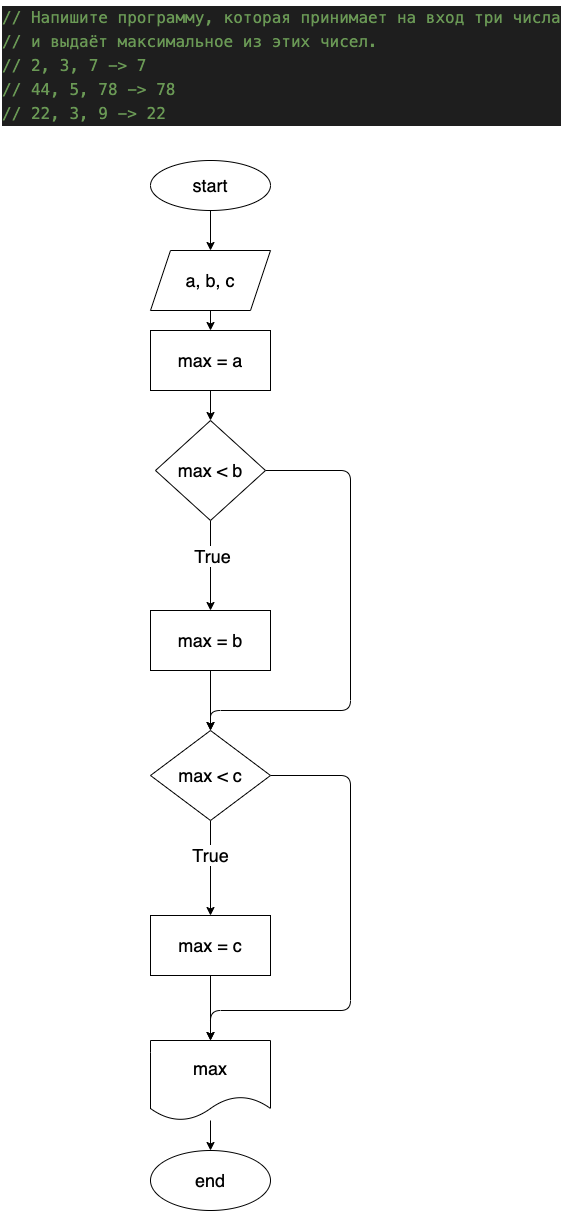 // Напишите программу, которая принимает на вход три числа
// и выдаёт максимальное из этих чисел.
// 2, 3, 7 -> 7
// 44, 5, 78 -> 78
// 22, 3, 9 -> 22
start
a, b, c
max = a
max < b
True
max = b
max < c
True
max = c
max
end